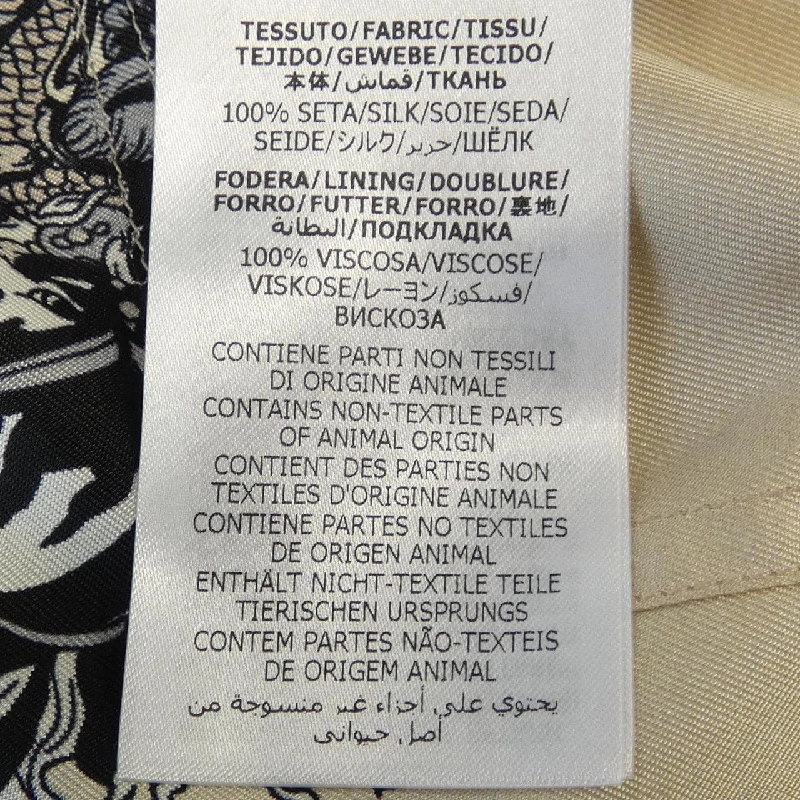 TESSUTO/FABRIC/TISSU/
TEJIDO/GEWEBE/TECIDO/
本体/قماش/ТКАНЬ
100% SETA/SILK/SOIE/SEDA/
SEIDE/シルク/حرير/ШЁЛК
FODERA/LINING/DOUBLURE/
FORRO/FUTTER/FORRO/裏地/
البطانة/ПОДКЛАДКА
100% VISCOSA/VISCOSE/
VISKOSE/レーヨン/فسكوز/
ВИСКОЗА
CONTIENE PARTI NON TESSILI
DI ORIGINE ANIMALE
CONTAINS NON-TEXTILE PARTS
OF ANIMAL ORIGIN
CONTIENT DES PARTIES NON
TEXTILES D'ORIGINE ANIMALE
CONTIENE PARTES NO TEXTILES
DE ORIGEN ANIMAL
ENTHÄLT NICHT-TEXTILE TEILE
TIERISCHEN URSPRUNGS
CONTEM PARTES NÃO-TEXTEIS
DE ORIGEM ANIMAL
يحتوي على أجزاء غير منسوجة من
أصل حيواني